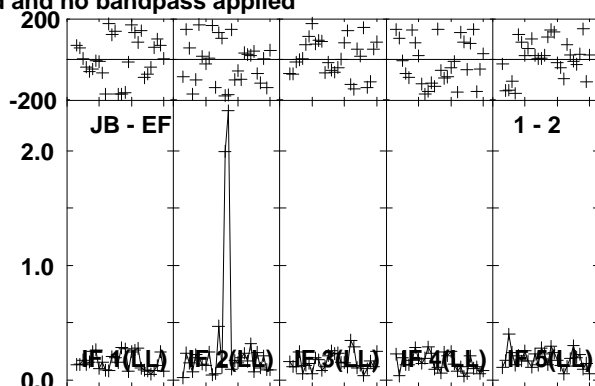 d and no bandpass applied
200
-200
JB - EF 1 - 2
2.0
1.0
0.0
IF 1(LL) IF 2(LL) IF 3(LL) IF 4(LL) IF 5(LL)